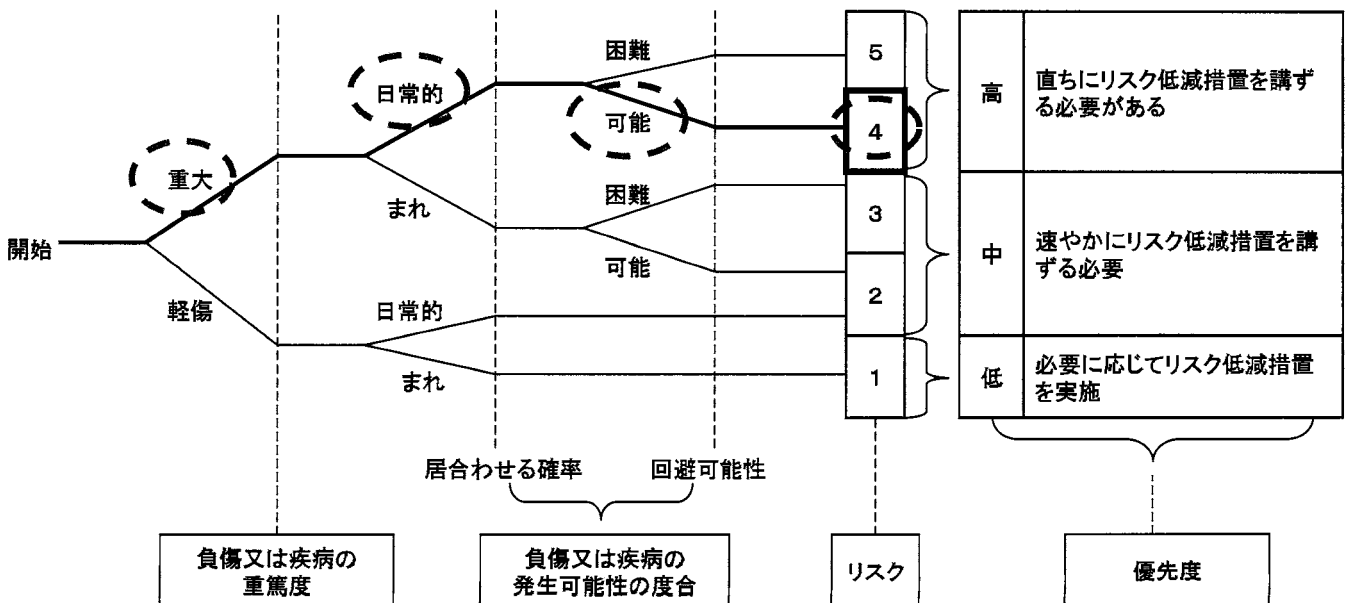 開始
重大
軽傷
日常的
まれ
日常的
まれ
困難
可能
困難
可能
5
4
3
2
1
高
直ちにリスク低減措置を講ず
る必要がある
中
速やかにリスク低減措置を講
ずる必要
低
必要に応じてリスク低減措置
を実施
居合わせる確率
回避可能性
負傷又は疾病の
重篤度
負傷又は疾病の
発生可能性の度合
リスク
優先度